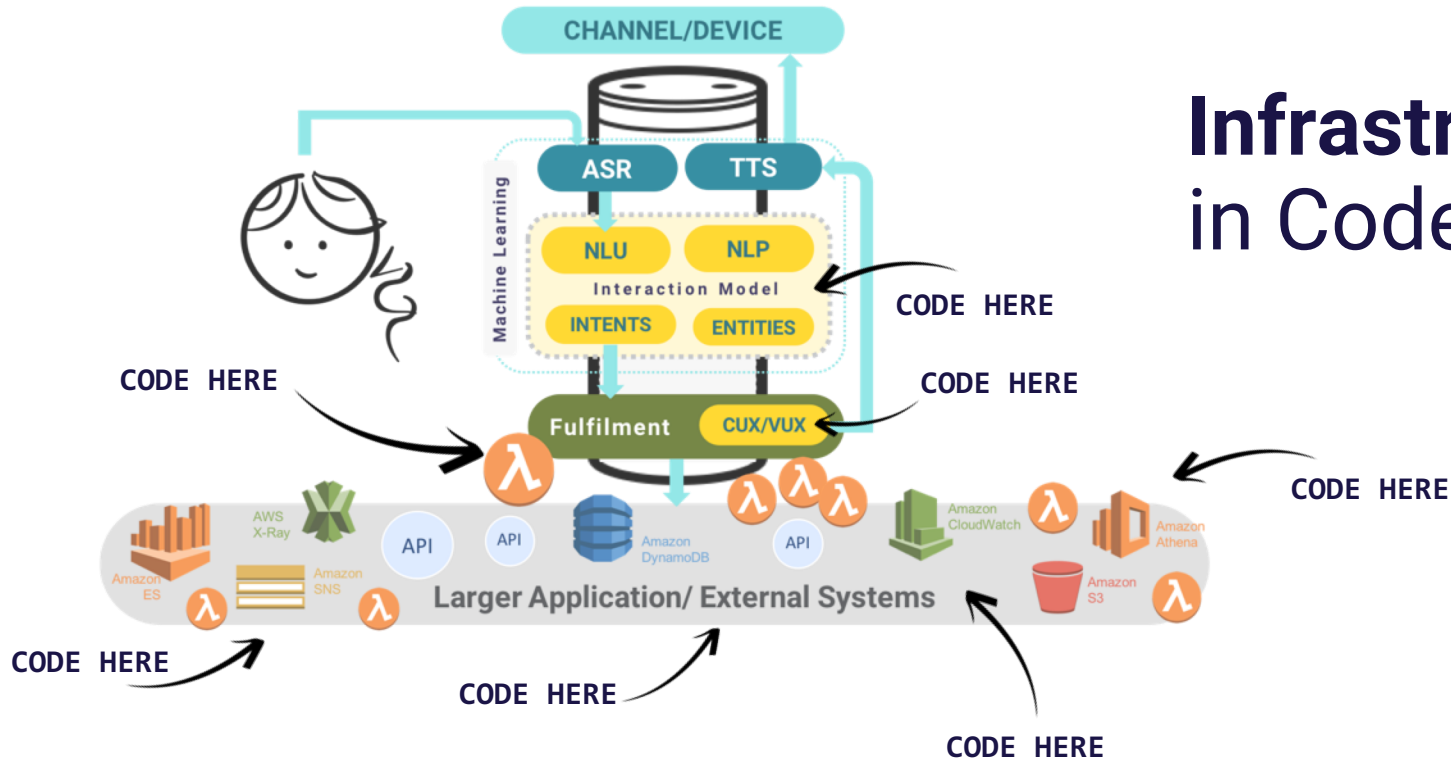 CHANNEL/DEVICE
Infrastr
in Code
ASR
TTS
Machine Learning
NLU
NLP
Interaction Model
INTENTS
ENTITIES
CODE HERE
CODE HERE
CODE HERE
Fulfilment
CUX/VUX
λ
CODE HERE
λ
λ
λ
λ
AWS
X-Ray
API
API
Amazon
DynamoDB
API
Amazon
CloudWatch
Amazon
Athena
Amazon
ES
Amazon
SNS
Amazon
S3
λ
λ
λ
Larger Application/ External Systems
CODE HERE
CODE HERE
CODE HERE